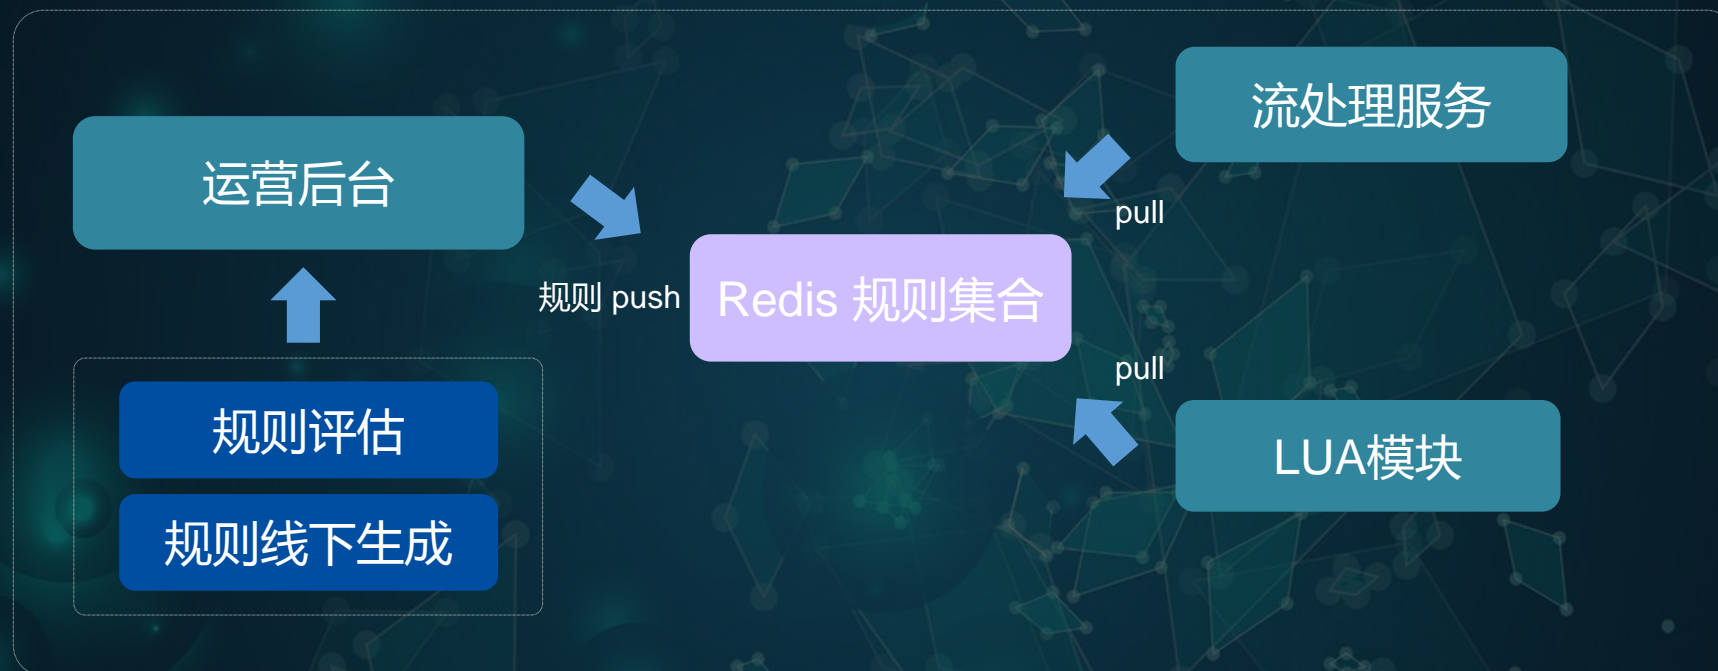 运营后台
规则评估
规则线下生成
规则 push
Redis 规则集合
流处理服务
pull
pull
LUA模块